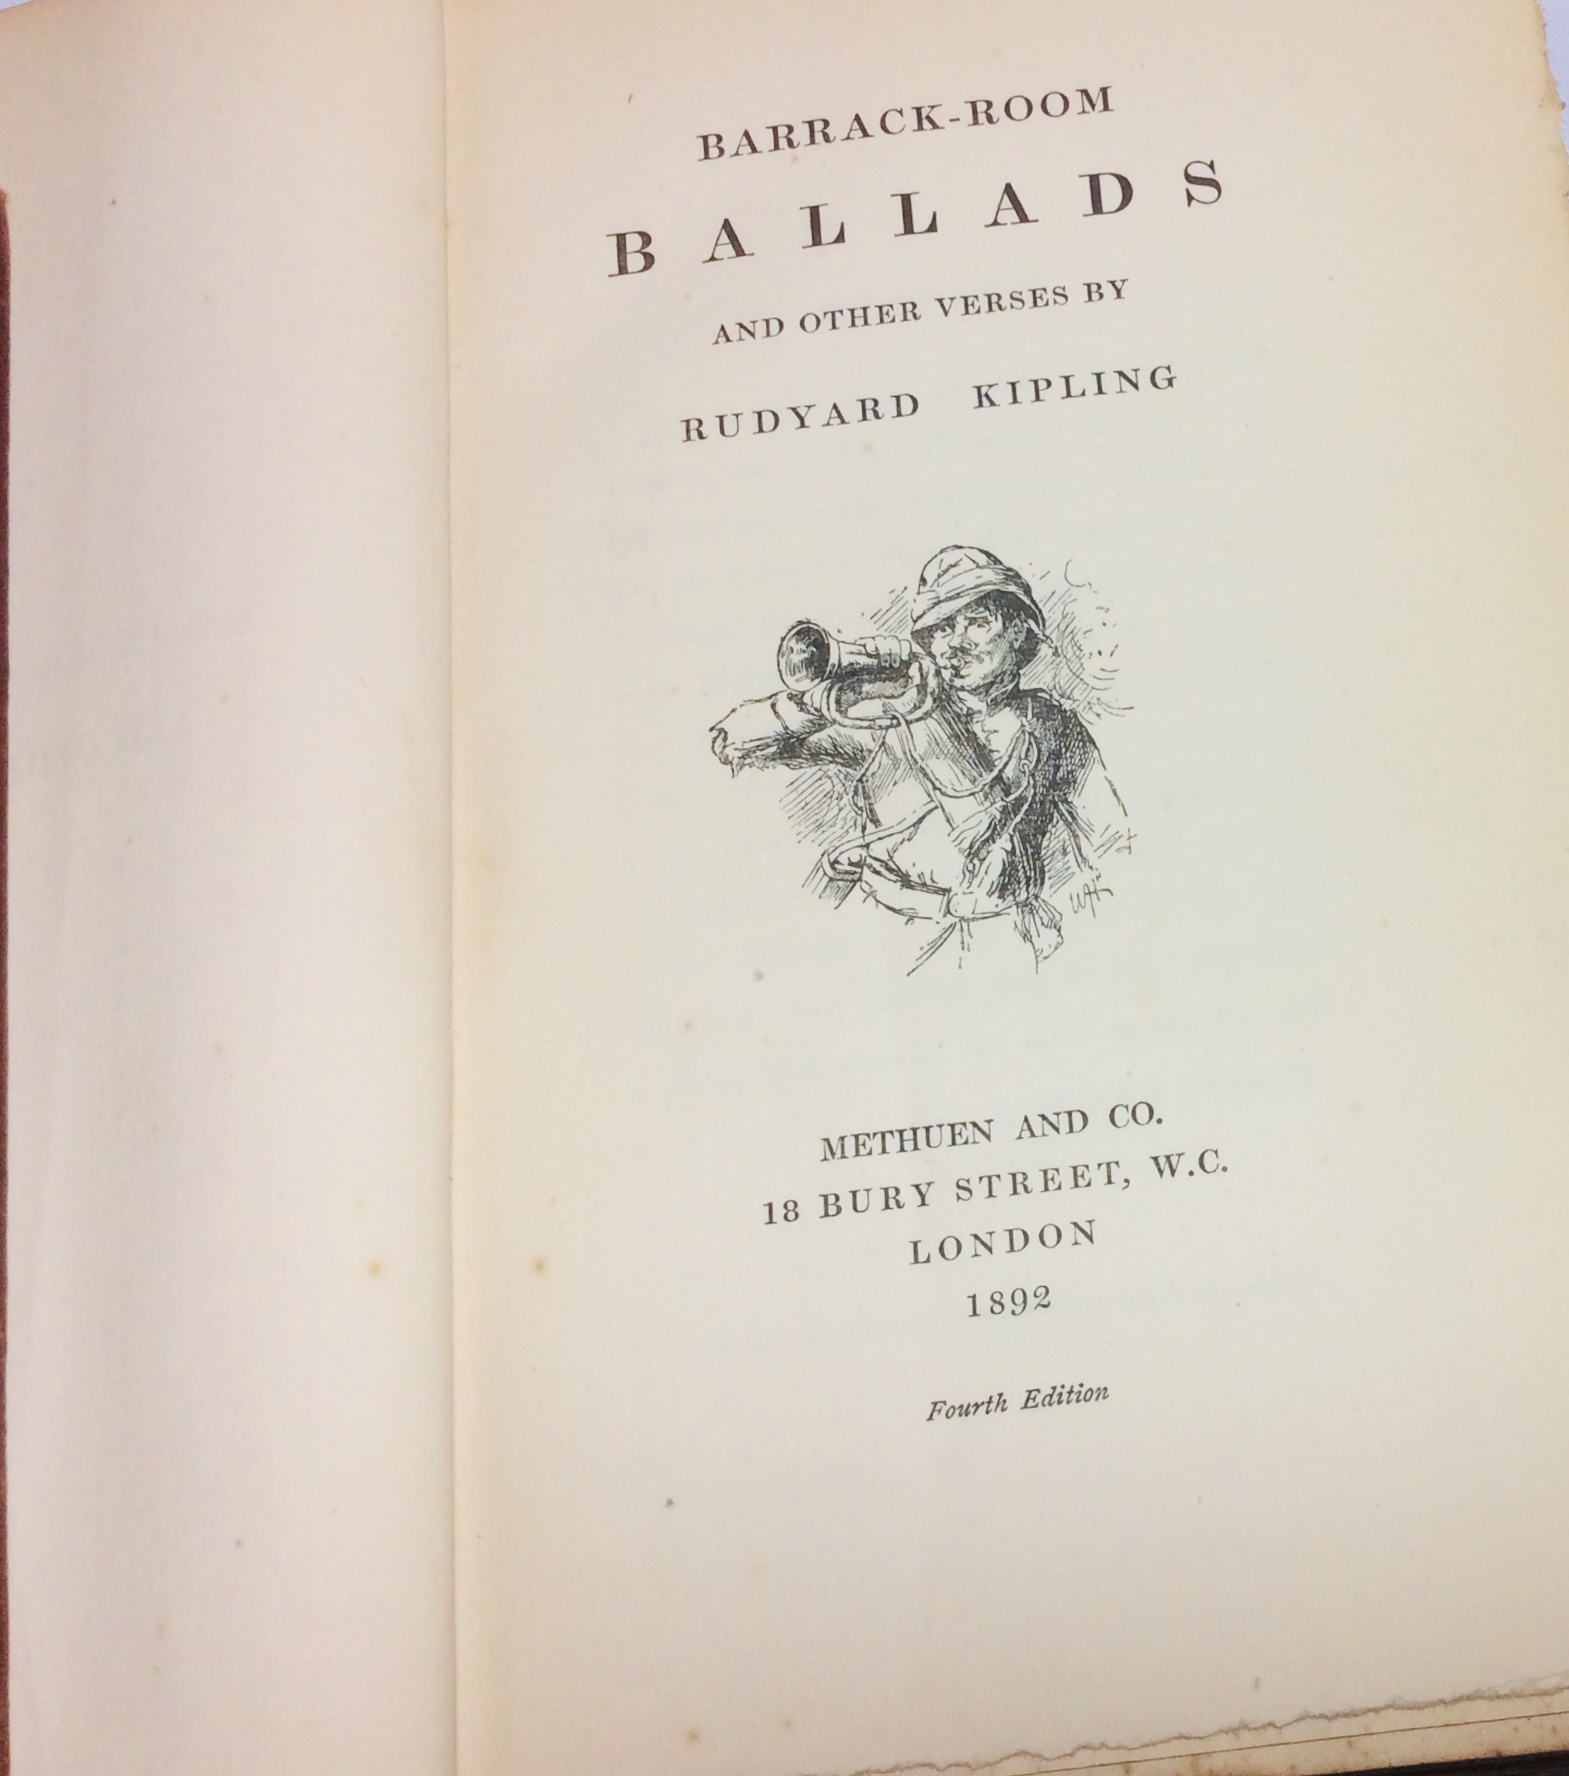 BARRACK-ROOM
BALLADS
AND OTHER VERSES BY
RUDYARD KIPLING
METHUEN AND CO.
18 BURY STREET, W.C.
LONDON
1892
Fourth Edition